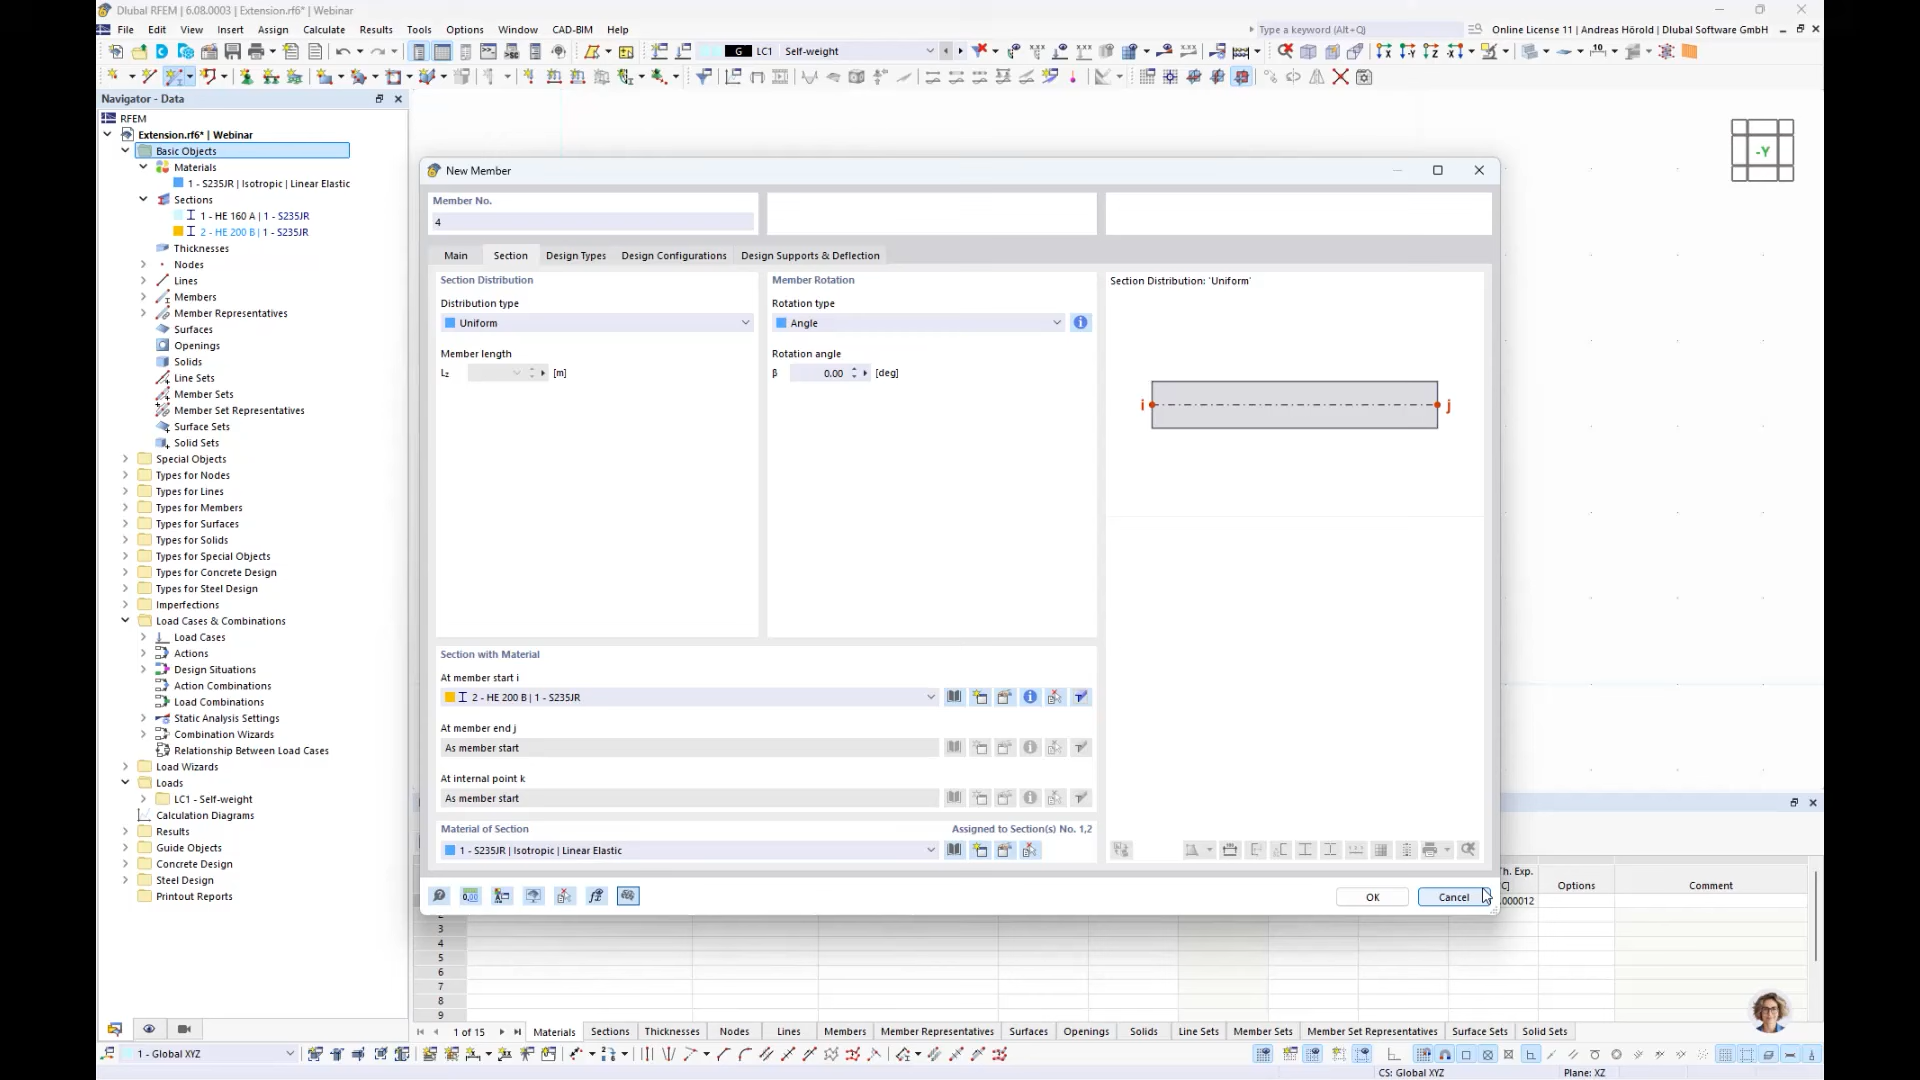 Dlubal RFEM | 6.08.0003 | Extension.rf6* | Webinar
File Edit View Insert Assign Calculate Results Tools Options Window CAD-BIM Help
Type a keyword (Alt+Q)
Online License 11 | Andreas Hörold | Dlubal Software GmbH
G LC1 Self-weight
Navigator - Data
RFEM
Extension.rf6* | Webinar
Basic Objects
Materials
1 - S235JR | Isotropic | Linear Elastic
Sections
1 - HE 160 A | 1 - S235JR
2 - HE 200 B | 1 - S235JR
Thicknesses
Nodes
Lines
Members
Member Representatives
Surfaces
Openings
Solids
Line Sets
Member Sets
Member Set Representatives
Surface Sets
Solid Sets
Special Objects
Types for Nodes
Types for Lines
Types for Members
Types for Surfaces
Types for Solids
Types for Special Objects
Types for Concrete Design
Types for Steel Design
Imperfections
Load Cases & Combinations
Load Cases
Actions
Design Situations
Action Combinations
Load Combinations
Static Analysis Settings
Combination Wizards
Relationship Between Load Cases
Load Wizards
Loads
LC1 - Self-weight
Calculation Diagrams
Results
Guide Objects
Concrete Design
Steel Design
Printout Reports
New Member
Member No.
4
Main Section Design Types Design Configurations Design Supports & Deflection
Section Distribution
Distribution type
Uniform
Member length
Lz [m]
Member Rotation
Rotation type
Angle
Rotation angle
β 0.00 [deg]
Section Distribution: 'Uniform'
i j
Section with Material
At member start i
2 - HE 200 B | 1 - S235JR
At member end j
As member start
At internal point k
As member start
Material of Section Assigned to Section(s) No. 1,2
1 - S235JR | Isotropic | Linear Elastic
OK Cancel
-Y
Th. Exp.
Options Comment
.000012
3
4
5
6
7
8
9
1 of 15 Materials Sections Thicknesses Nodes Lines Members Member Representatives Surfaces Openings Solids Line Sets Member Sets Member Set Representatives Surface Sets Solid Sets
1 - Global XYZ
CS: Global XYZ Plane: XZ